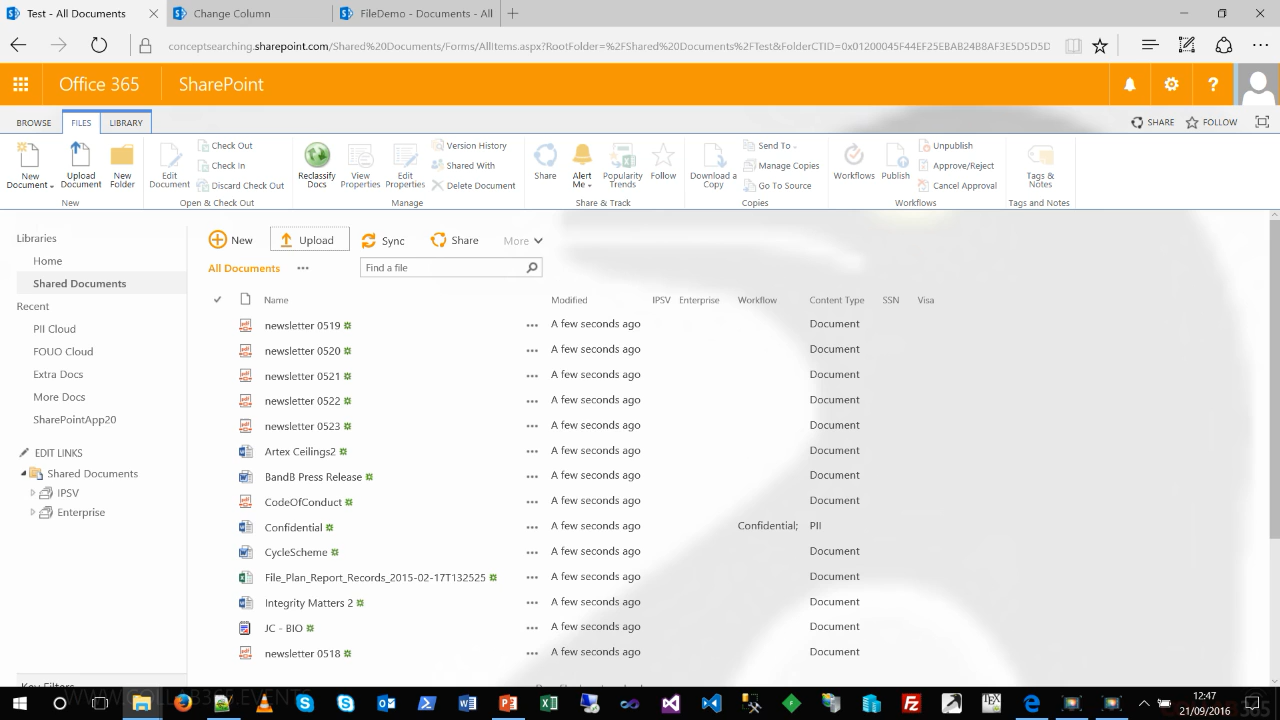 Test - All Documents
Change Column
FileDemo - Documents - All
conceptsearching.sharepoint.com/Shared%20Documents/Forms/AllItems.aspx?RootFolder=%2FShared%20Documents%2FTest&FolderCTID=0x01200045F44EF25EBAB24B8AF3E5D5D5D
Office 365
SharePoint
?
BROWSE
FILES
LIBRARY
SHARE
FOLLOW
New Document
Upload Document
New Folder
New
Edit Document
Check Out
Check In
Discard Check Out
Open & Check Out
Reclassify Docs
View Properties
Edit Properties
Version History
Shared With
Delete Document
Manage
Share
Alert Me
Popularity Trends
Follow
Share & Track
Download a Copy
Send To
Manage Copies
Go To Source
Copies
Workflows
Publish
Unpublish
Approve/Reject
Cancel Approval
Workflows
Tags & Notes
Tags and Notes
Libraries
Home
Shared Documents
Recent
PII Cloud
FOUO Cloud
Extra Docs
More Docs
SharePointApp20
EDIT LINKS
Shared Documents
IPSV
Enterprise
Key Filters
New
Upload
Sync
Share
More
All Documents
Find a file
Name Modified IPSV Enterprise Workflow Content Type SSN Visa
newsletter 0519 A few seconds ago Document
newsletter 0520 A few seconds ago Document
newsletter 0521 A few seconds ago Document
newsletter 0522 A few seconds ago Document
newsletter 0523 A few seconds ago Document
Artex Ceilings2 A few seconds ago Document
BandB Press Release A few seconds ago Document
CodeOfConduct A few seconds ago Document
Confidential A few seconds ago Confidential; PII
CycleScheme A few seconds ago Document
File_Plan_Report_Records_2015-02-17T132525 A few seconds ago Document
Integrity Matters 2 A few seconds ago Document
JC - BIO A few seconds ago Document
newsletter 0518 A few seconds ago Document
WWW.COLLAB365.EVENTS
12:47
21/09/2016